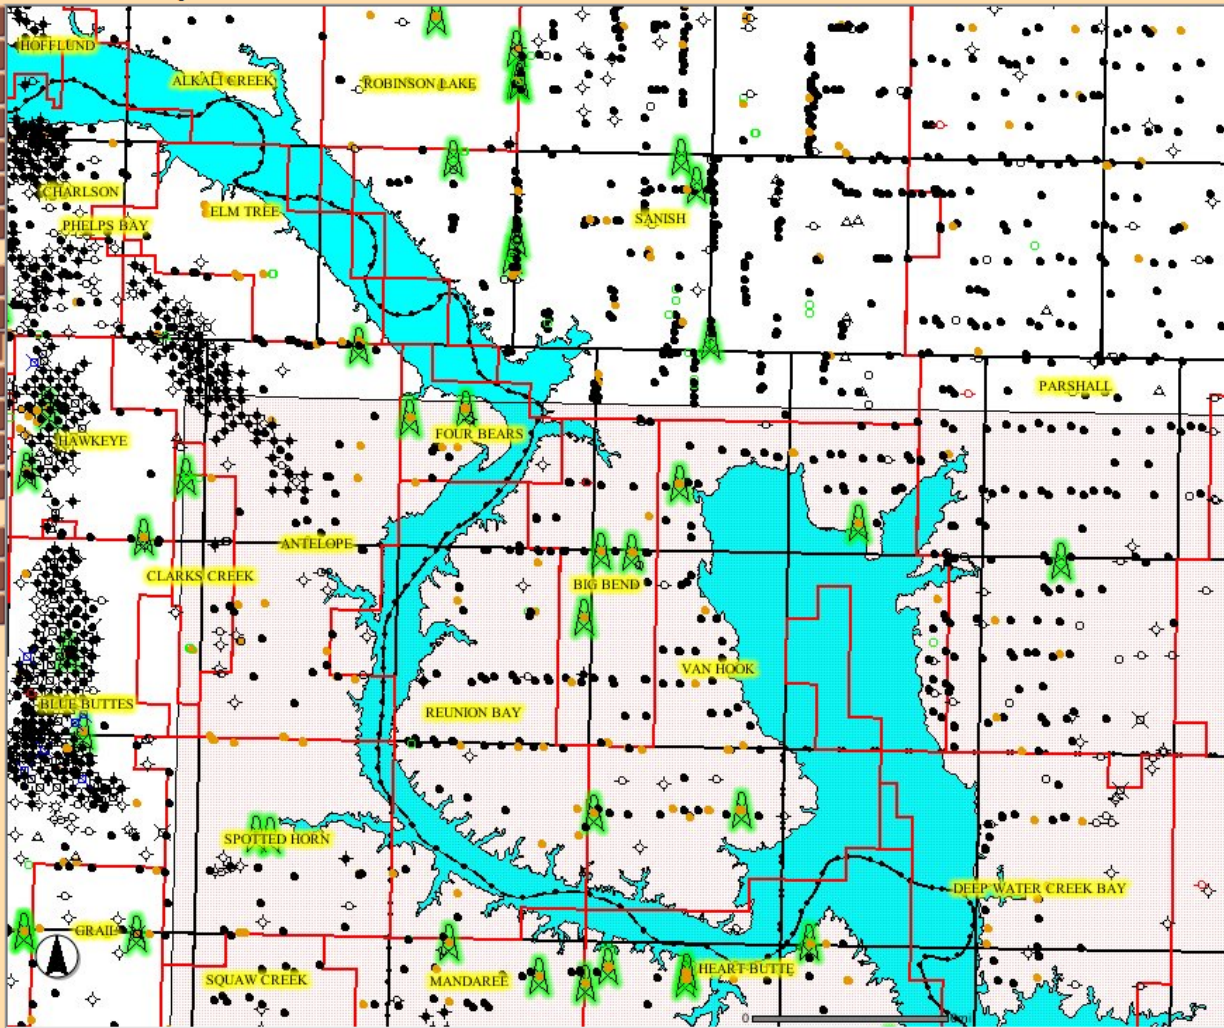 HOFFLUND
ALKALI CREEK
ROBINSON LAKE
CHARLSON
ELM TREE
SANISH
PHELPS BAY
PARSHALL
FOUR BEARS
HAWKEYE
ANTELOPE
CLARKS CREEK
BIG BEND
VAN HOOK
BLUE BUTTES
REUNION BAY
SPOTTED HORN
DEEP WATER CREEK BAY
GRAIL
HEART BUTTE
SQUAW CREEK
MANDAREE
0